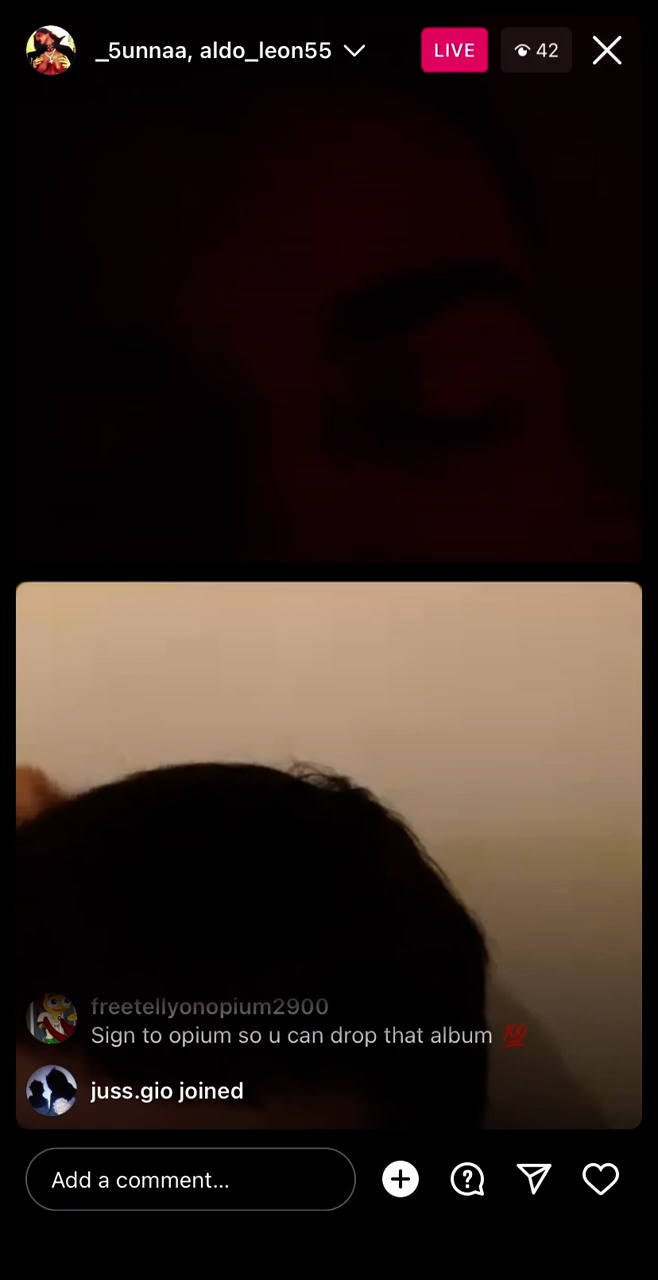 _5unnaa, aldo_leon55
LIVE
42
freetellyonopium2900
Sign to opium so u can drop that album 💯
juss.gio joined
Add a comment...